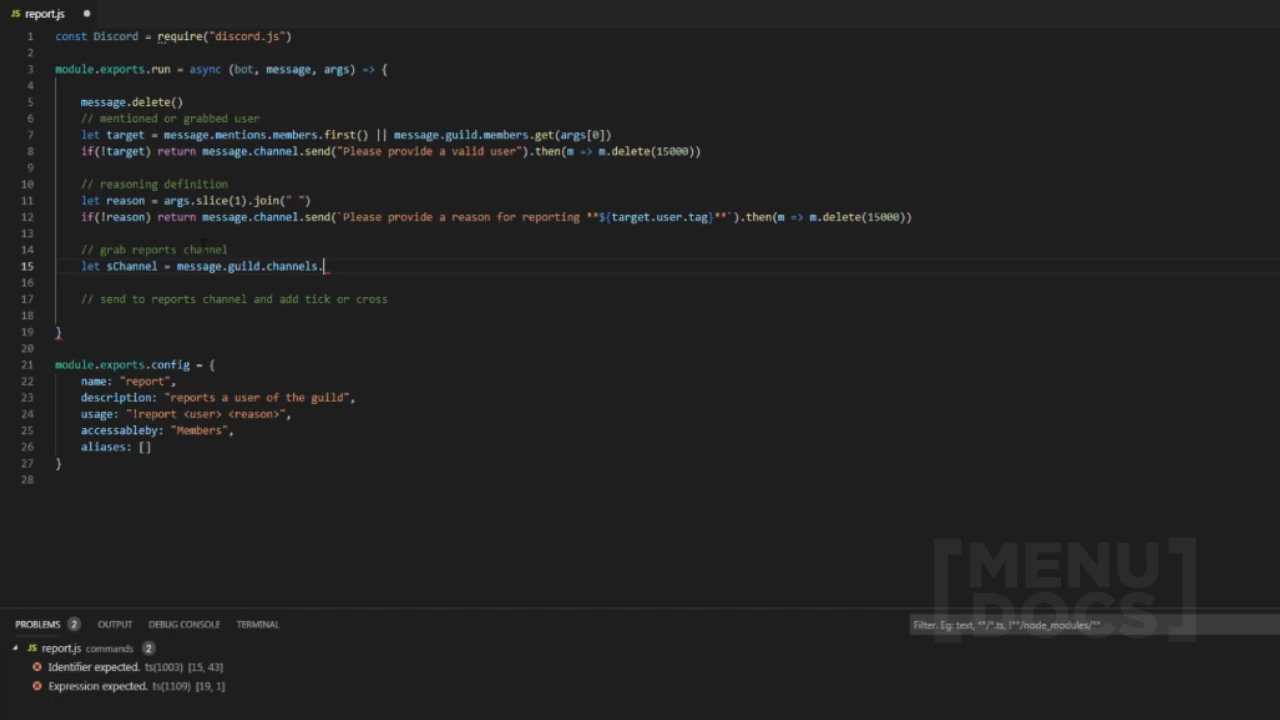 JS report.js ●
1 const Discord = require("discord.js")
2
3 module.exports.run = async (bot, message, args) => {
4
5 message.delete()
6 // mentioned or grabbed user
7 let target = message.mentions.members.first() || message.guild.members.get(args[0])
8 if(!target) return message.channel.send("Please provide a valid user").then(m => m.delete(15000))
9
10 // reasoning definition
11 let reason = args.slice(1).join(" ")
12 if(!reason) return message.channel.send(`Please provide a reason for reporting **${target.user.tag}**`).then(m => m.delete(15000))
13
14 // grab reports channel
15 let sChannel = message.guild.channels.
16
17 // send to reports channel and add tick or cross
18
19 }
20
21 module.exports.config = {
22 name: "report",
23 description: "reports a user of the guild",
24 usage: "!report <user> <reason>",
25 accessableby: "Members",
26 aliases: []
27 }
28
[MENU DOCS]
PROBLEMS 2 OUTPUT DEBUG CONSOLE TERMINAL
Filter. Eg: text, **/*.ts, !**/node_modules/**
JS report.js commands 2
Identifier expected. ts(1003) [15, 43]
Expression expected. ts(1109) [19, 1]